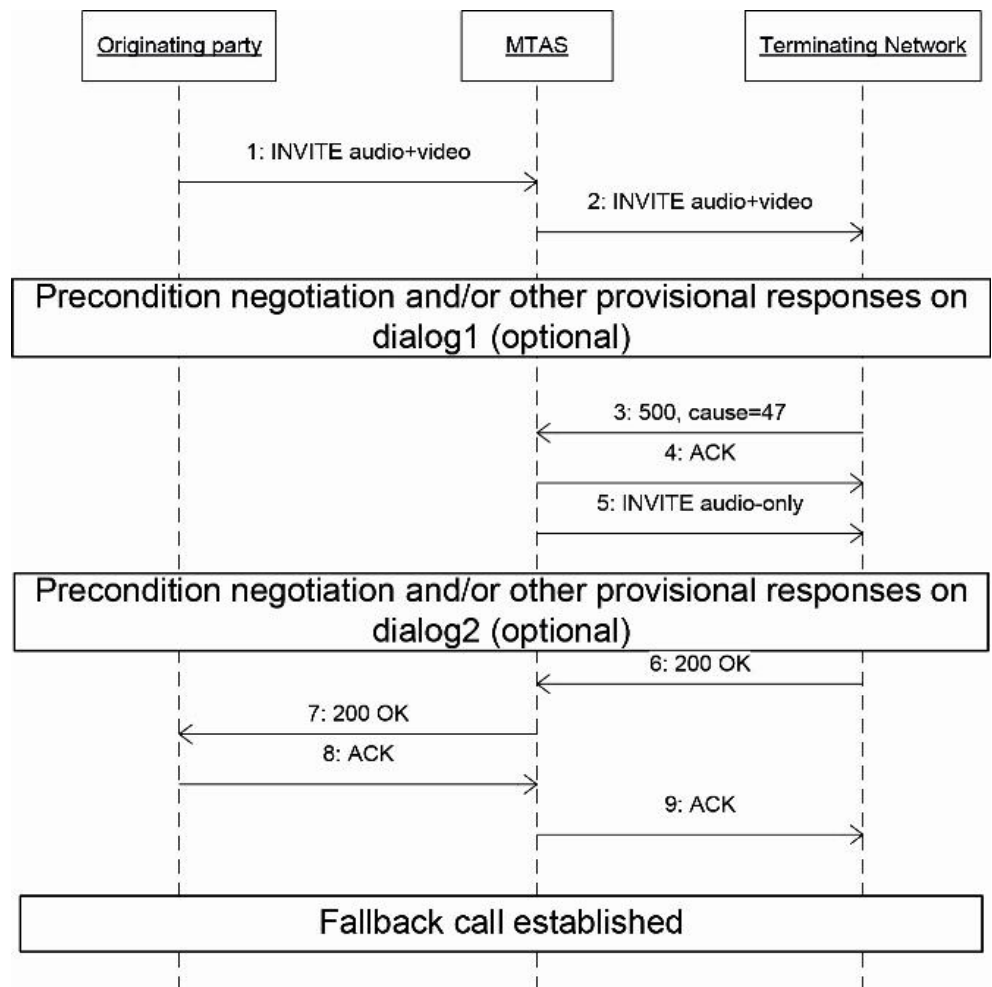 Originating party
MTAS
Terminating Network
1: INVITE audio+video
2: INVITE audio+video
Precondition negotiation and/or other provisional responses on
dialog1 (optional)
3: 500, cause=47
4: ACK
5: INVITE audio-only
Precondition negotiation and/or other provisional responses on
dialog2 (optional)
6: 200 OK
7: 200 OK
8: ACK
9: ACK
Fallback call established